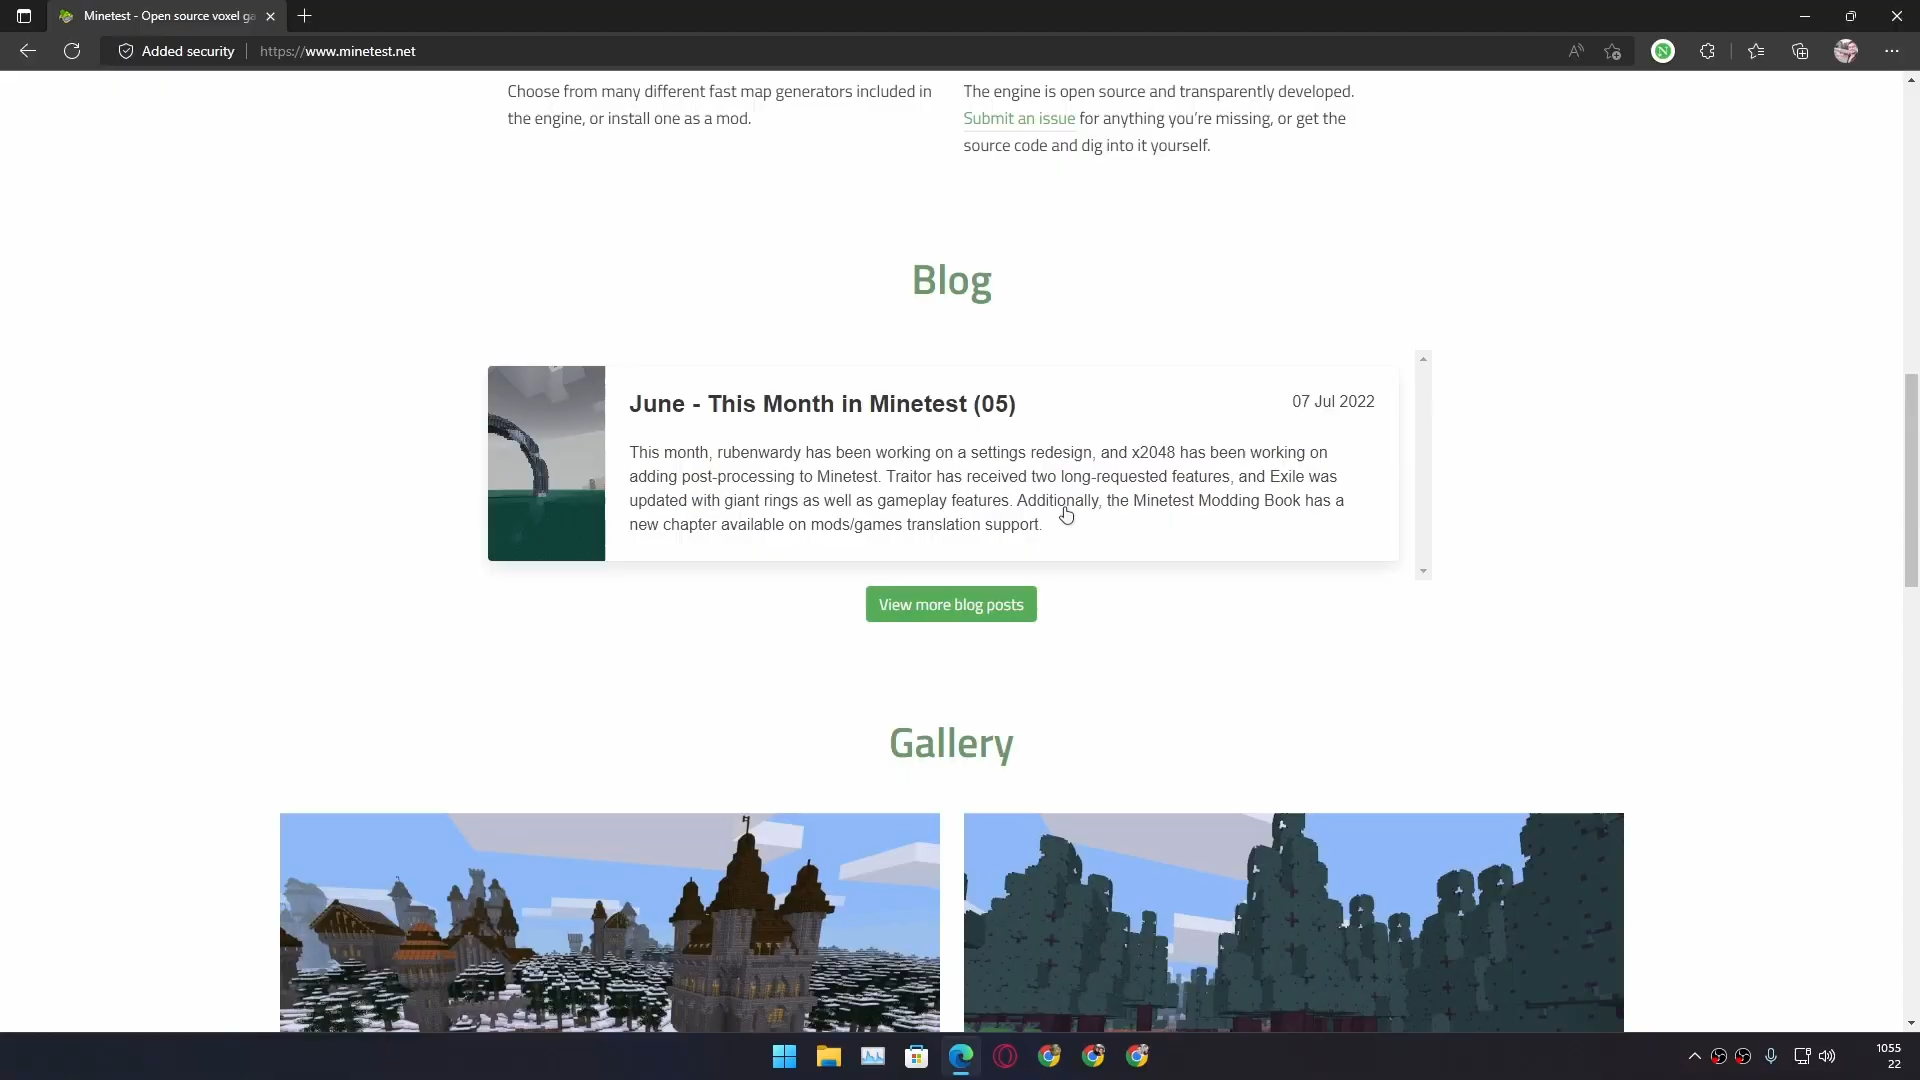 Minetest - Open source voxel ga
Added security
https://www.minetest.net
Choose from many different fast map generators included in
the engine, or install one as a mod.
The engine is open source and transparently developed.
Submit an issue for anything you're missing, or get the
source code and dig into it yourself.
Blog
June - This Month in Minetest (05)
07 Jul 2022
This month, rubenwardy has been working on a settings redesign, and x2048 has been working on
adding post-processing to Minetest. Traitor has received two long-requested features, and Exile was
updated with giant rings as well as gameplay features. Additionally, the Minetest Modding Book has a
new chapter available on mods/games translation support.
View more blog posts
Gallery
1055
22